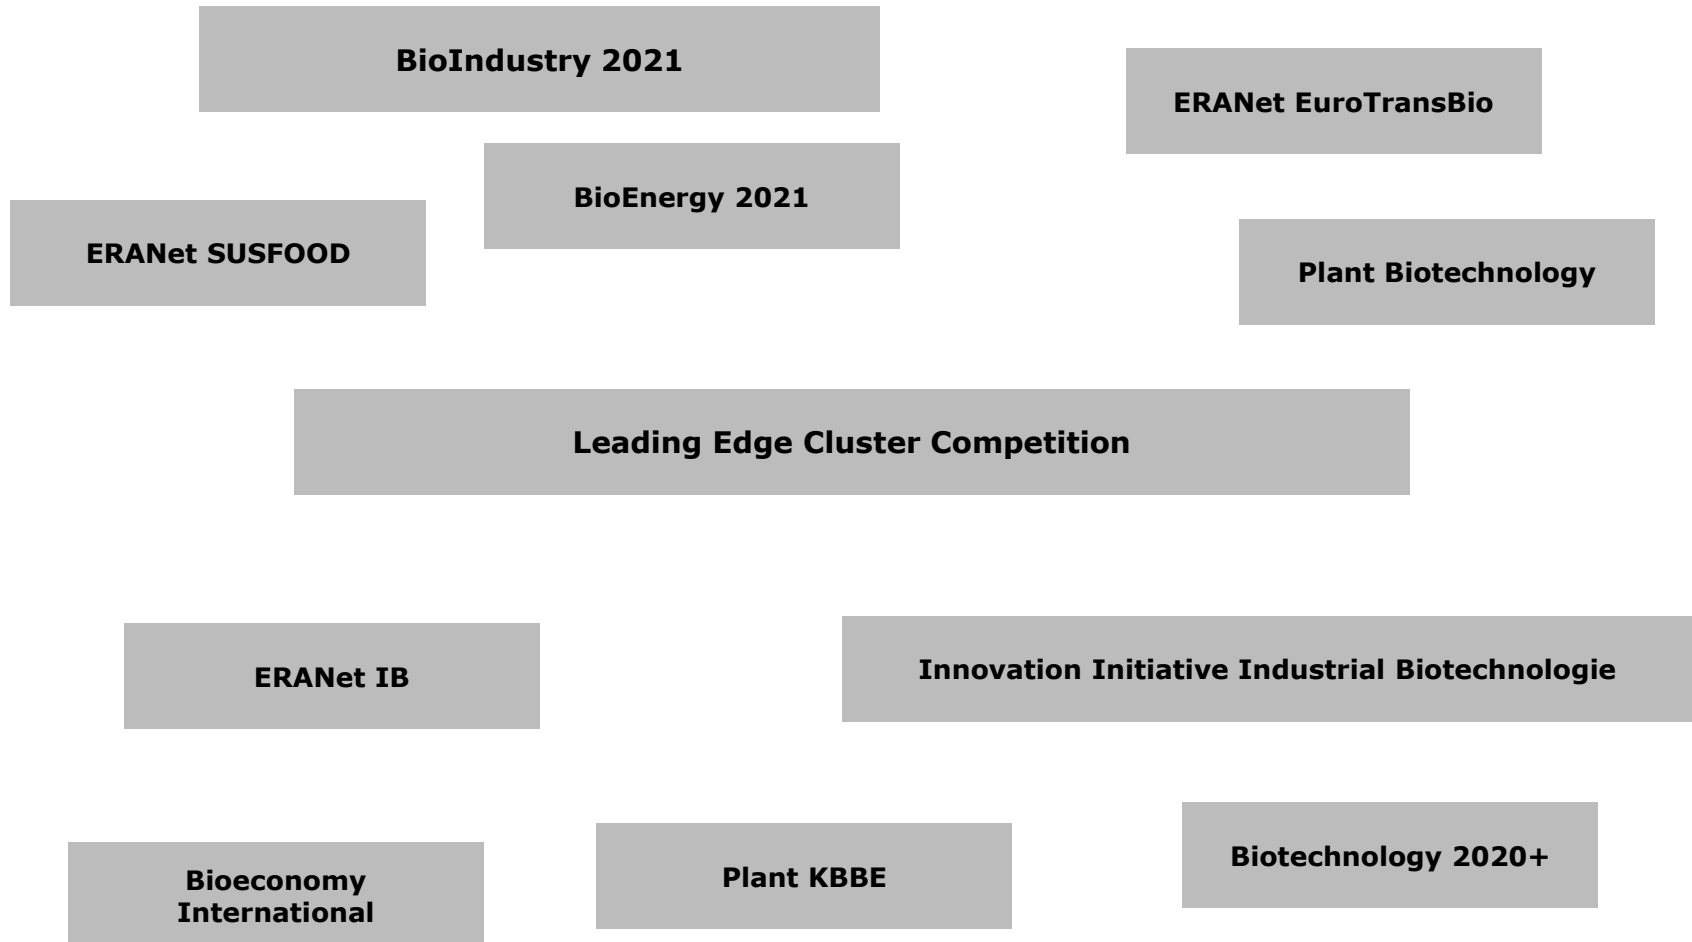 BioIndustry 2021
ERANet EuroTransBio
BioEnergy 2021
ERANet SUSFOOD
Plant Biotechnology
Leading Edge Cluster Competition
ERANet IB
Innovation Initiative Industrial Biotechnologie
Biotechnology 2020+
Plant KBBE
Bioeconomy
International